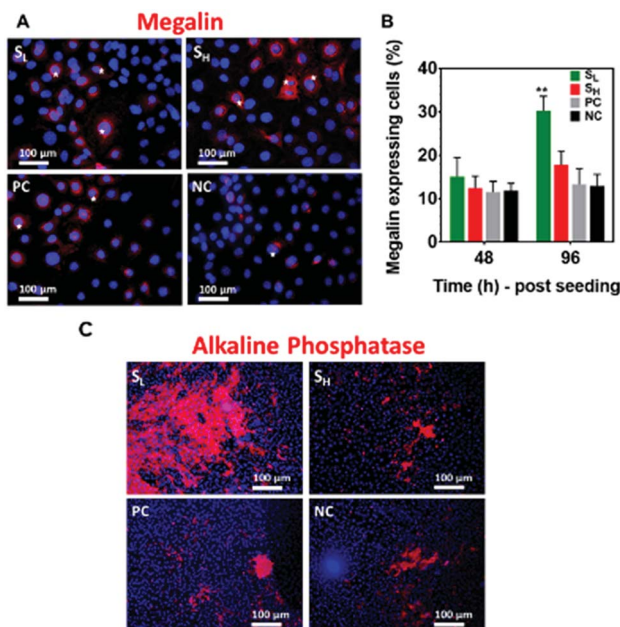 A
Megalin
S_L
S_H
100 µm
100 µm
PC
NC
100 µm
100 µm
B
Megalin expressing cells (%)
40
30
20
10
0
**
S_L
S_H
PC
NC
48
96
Time (h) - post seeding
C
Alkaline Phosphatase
S_L
S_H
100 µm
100 µm
PC
NC
100 µm
100 µm